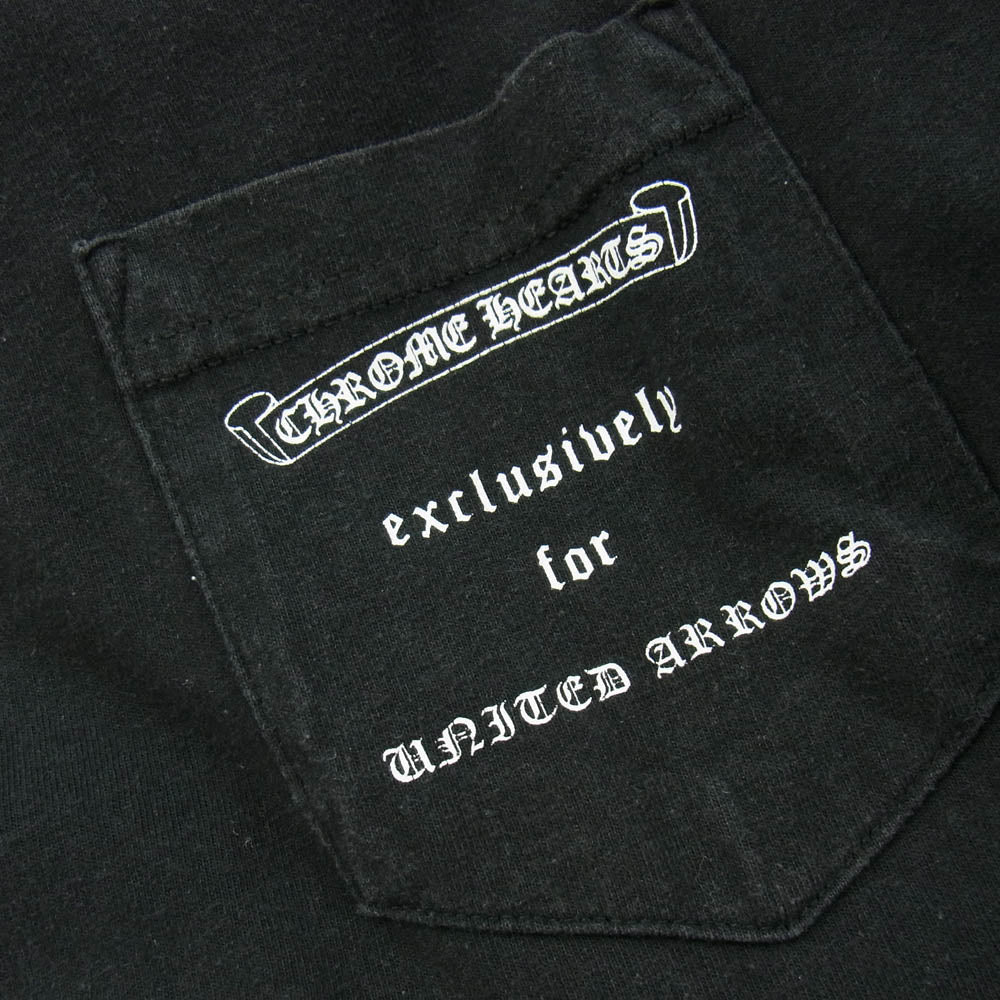 CHROME HEARTS
exclusively
for
UNITED ARROWS